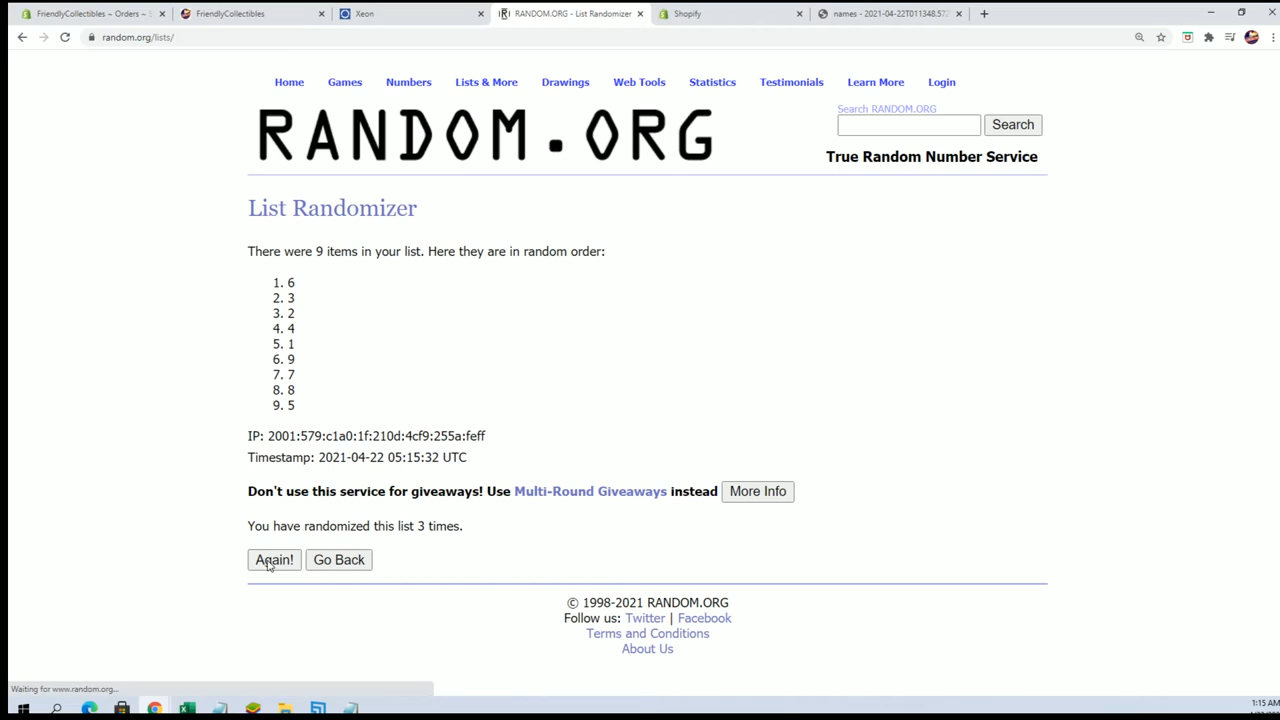 FriendlyCollectibles ~ Orders ~ S
FriendlyCollectibles
Xeon
RANDOM.ORG - List Randomizer
Shopify
names - 2021-04-22T011348.57
random.org/lists/
Home Games Numbers Lists & More Drawings Web Tools Statistics Testimonials Learn More Login
RANDOM.ORG
Search RANDOM.ORG
Search
True Random Number Service
List Randomizer
There were 9 items in your list. Here they are in random order:
1. 6
2. 3
3. 2
4. 4
5. 1
6. 9
7. 7
8. 8
9. 5
IP: 2001:579:c1a0:1f:210d:4cf9:255a:feff
Timestamp: 2021-04-22 05:15:32 UTC
Don't use this service for giveaways! Use Multi-Round Giveaways instead More Info
You have randomized this list 3 times.
Again! Go Back
© 1998-2021 RANDOM.ORG
Follow us: Twitter | Facebook
Terms and Conditions
About Us
Waiting for www.random.org...
1:15 AM